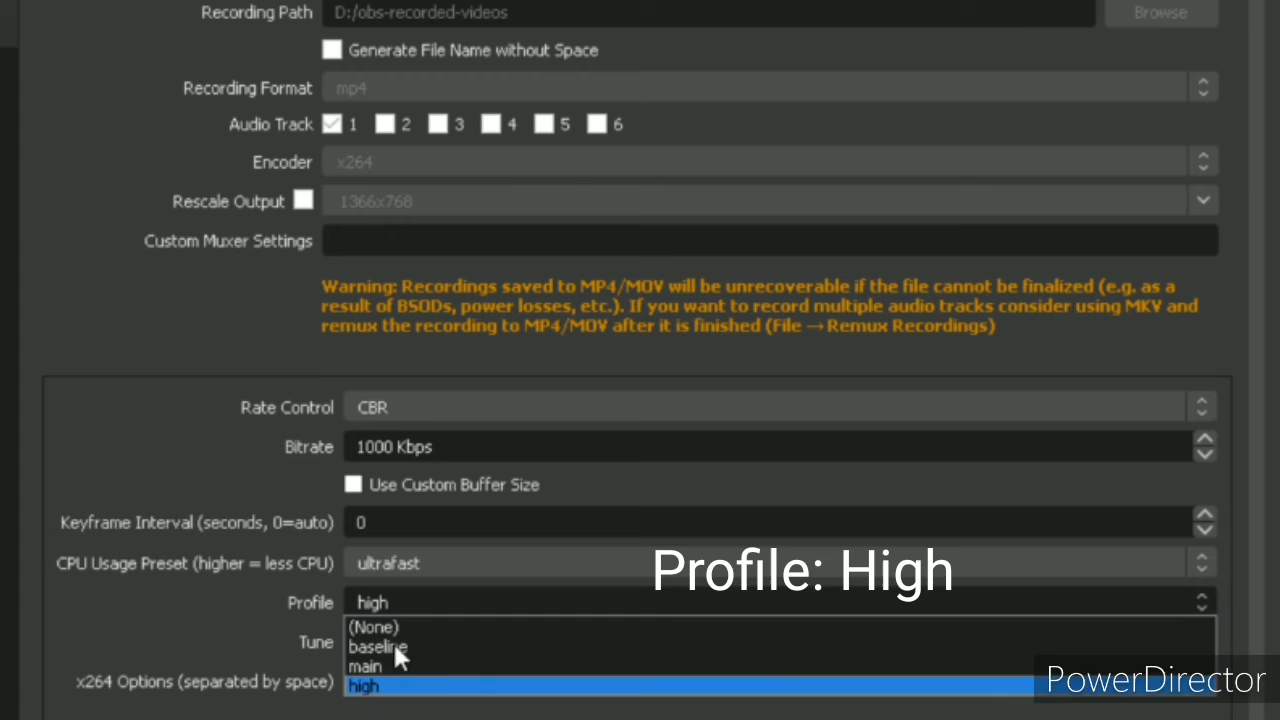 Recording Path D:/obs-recorded-videos Browse
Generate File Name without Space
Recording Format mp4
Audio Track 1 2 3 4 5 6
Encoder x264
Rescale Output 1366x768
Custom Muxer Settings
Warning: Recordings saved to MP4/MOV will be unrecoverable if the file cannot be finalized (e.g. as a
result of BSODs, power losses, etc.). If you want to record multiple audio tracks consider using MKV and
remux the recording to MP4/MOV after it is finished (File → Remux Recordings)
Rate Control CBR
Bitrate 1000 Kbps
Use Custom Buffer Size
Keyframe Interval (seconds, 0=auto) 0
CPU Usage Preset (higher = less CPU) ultrafast
Profile: High
Profile high
(None)
Tune
baseline
main
x264 Options (separated by space)
high
PowerDirector